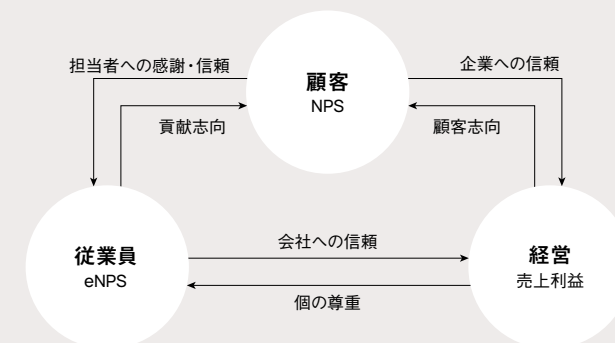 担当者への感謝・信頼
企業への信頼
顧客
NPS
貢献志向
顧客志向
従業員
eNPS
会社への信頼
経営
売上利益
個の尊重